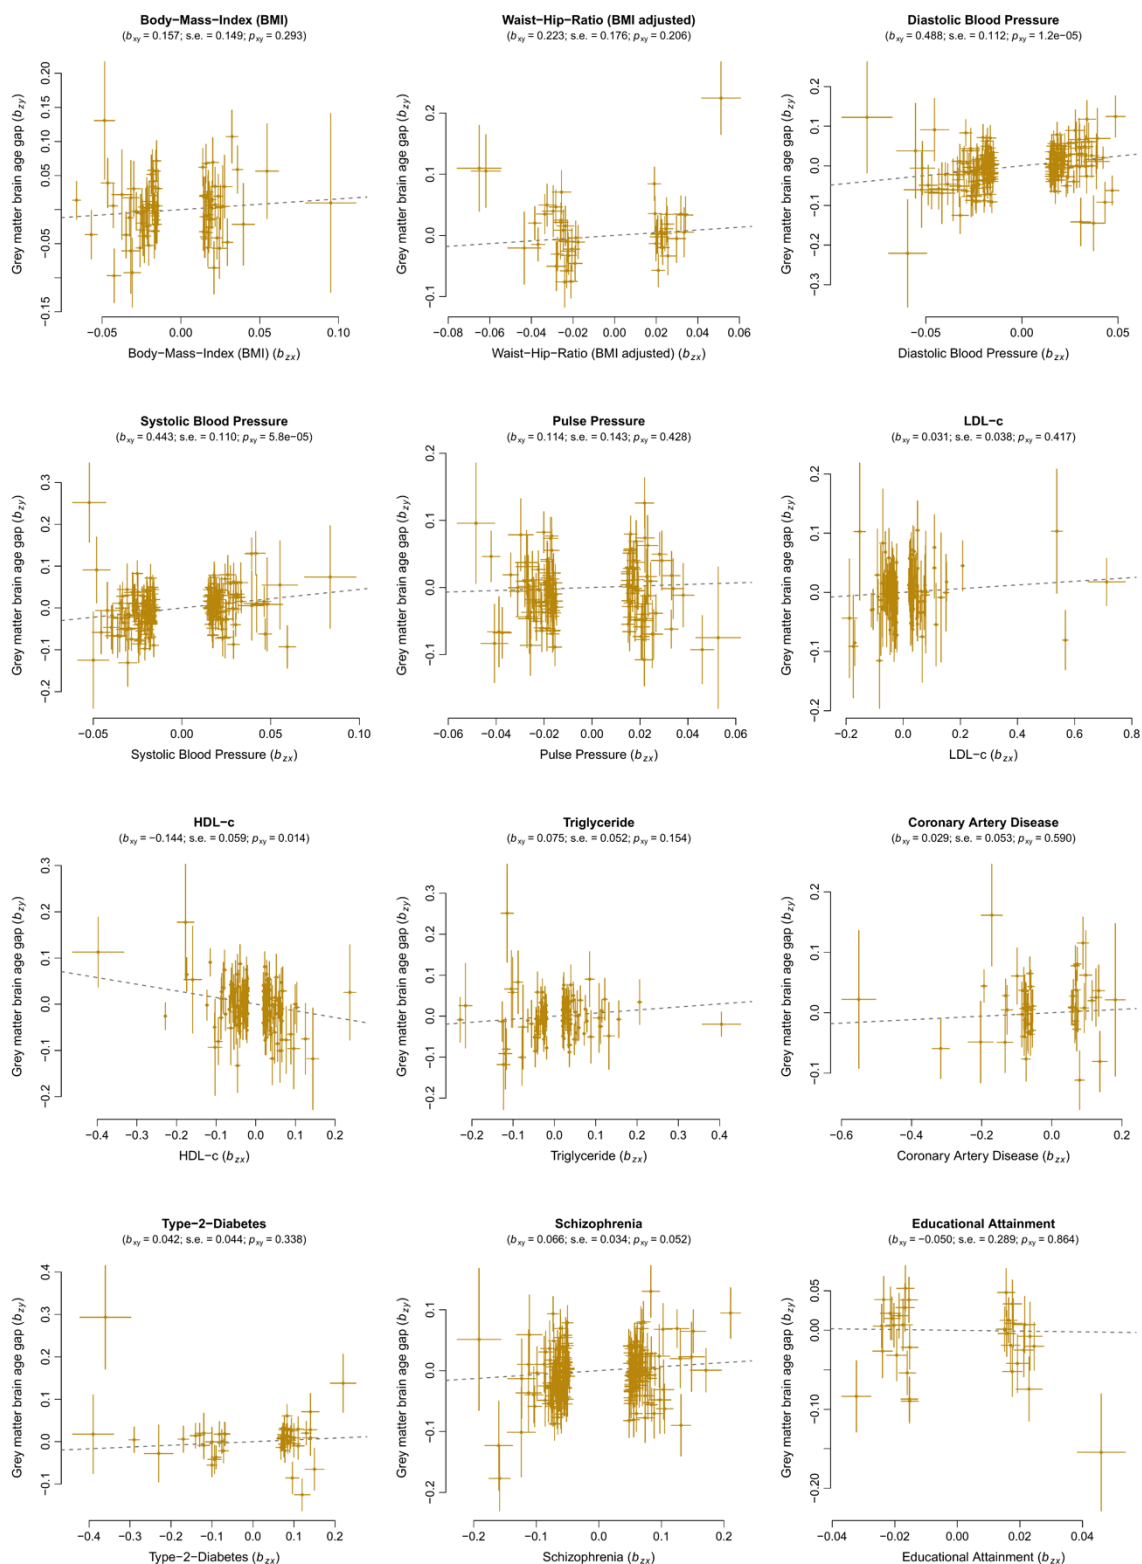 Body−Mass−Index (BMI)
(bxy = 0.157; s.e. = 0.149; pxy = 0.293)
Grey matter brain age gap (bzy)
0.20
0.15
0.10
0.05
−0.05
−0.15
−0.05
0.00
0.05
0.10
Body−Mass−Index (BMI) (bzx)
Waist−Hip−Ratio (BMI adjusted)
(bxy = 0.223; s.e. = 0.176; pxy = 0.206)
Grey matter brain age gap (bzy)
0.2
0.1
0.0
−0.1
−0.08
−0.06
−0.04
−0.02
0.00
0.02
0.04
0.06
Waist−Hip−Ratio (BMI adjusted) (bzx)
Diastolic Blood Pressure
(bxy = 0.488; s.e. = 0.112; pxy = 1.2e−05)
Grey matter brain age gap (bzy)
0.2
0.1
0.0
−0.1
−0.2
−0.3
−0.05
0.00
0.05
Diastolic Blood Pressure (bzx)
Systolic Blood Pressure
(bxy = 0.443; s.e. = 0.110; pxy = 5.8e−05)
Grey matter brain age gap (bzy)
0.3
0.2
0.1
0.0
−0.1
−0.2
−0.05
0.00
0.05
0.10
Systolic Blood Pressure (bzx)
Pulse Pressure
(bxy = 0.114; s.e. = 0.143; pxy = 0.428)
Grey matter brain age gap (bzy)
0.2
0.1
0.0
−0.1
−0.06
−0.04
−0.02
0.00
0.02
0.04
0.06
Pulse Pressure (bzx)
LDL−c
(bxy = 0.031; s.e. = 0.038; pxy = 0.417)
Grey matter brain age gap (bzy)
0.2
0.1
0.0
−0.1
−0.2
−0.2
0.0
0.2
0.4
0.6
0.8
LDL−c (bzx)
HDL−c
(bxy = −0.144; s.e. = 0.059; pxy = 0.014)
Grey matter brain age gap (bzy)
0.3
0.2
0.1
0.0
−0.1
−0.2
−0.4
−0.3
−0.2
−0.1
0.0
0.1
0.2
HDL−c (bzx)
Triglyceride
(bxy = 0.075; s.e. = 0.052; pxy = 0.154)
Grey matter brain age gap (bzy)
0.3
0.2
0.1
0.0
−0.1
−0.2
−0.2
−0.1
0.0
0.1
0.2
0.3
0.4
Triglyceride (bzx)
Coronary Artery Disease
(bxy = 0.029; s.e. = 0.053; pxy = 0.590)
Grey matter brain age gap (bzy)
0.2
0.1
0.0
−0.1
−0.6
−0.4
−0.2
0.0
0.2
Coronary Artery Disease (bzx)
Type−2−Diabetes
(bxy = 0.042; s.e. = 0.044; pxy = 0.338)
Grey matter brain age gap (bzy)
0.4
0.3
0.2
0.1
0.0
−0.1
−0.4
−0.3
−0.2
−0.1
0.0
0.1
0.2
Type−2−Diabetes (bzx)
Schizophrenia
(bxy = 0.066; s.e. = 0.034; pxy = 0.052)
Grey matter brain age gap (bzy)
0.1
0.0
−0.1
−0.2
−0.2
−0.1
0.0
0.1
0.2
Schizophrenia (bzx)
Educational Attainment
(bxy = −0.050; s.e. = 0.289; pxy = 0.864)
Grey matter brain age gap (bzy)
0.05
0.00
−0.10
−0.20
−0.04
−0.02
0.00
0.02
0.04
Educational Attainment (bzx)